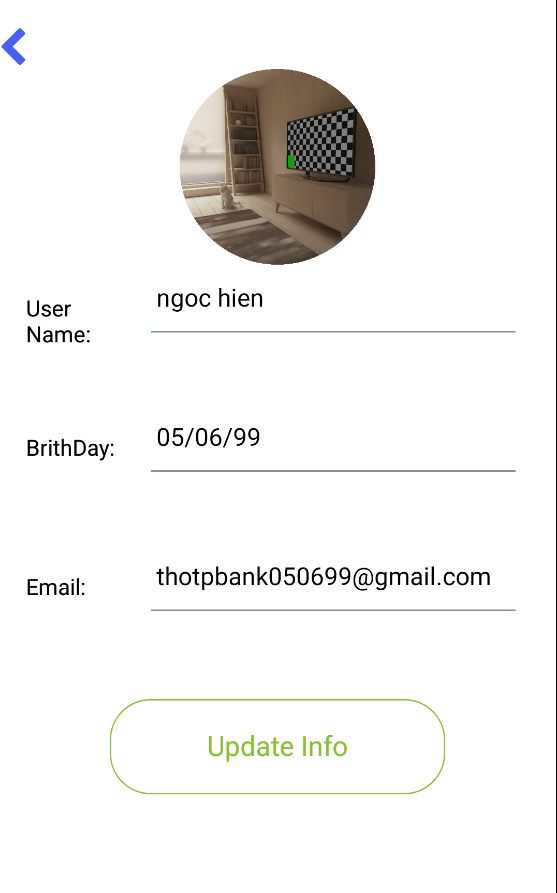 User
Name:
ngoc hien
BrithDay:
05/06/99
Email:
thotpbank050699@gmail.com
Update Info